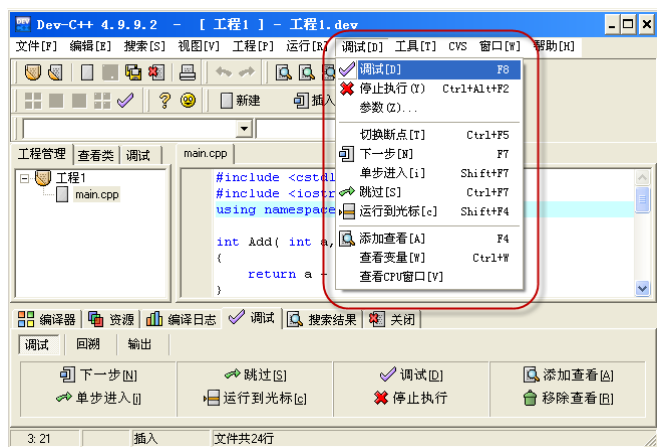 Dev-C++ 4.9.9.2 - [ 工程1 ] - 工程1.dev
文件[F] 编辑[E] 搜索[S] 视图[V] 工程[P] 运行[R] 调试[D] 工具[T] CVS 窗口[W] 帮助[H]
调试[D] F8
停止执行(Y) Ctrl+Alt+F2
参数(Z)...
切换断点[T] Ctrl+F5
下一步[N] F7
单步进入[i] Shift+F7
跳过[S] Ctrl+F7
运行到光标[c] Shift+F4
添加查看[A] F4
查看变量[W] Ctrl+W
查看CPU窗口[V]
新建 插入
工程管理 查看类 调试 main.cpp
工程1
main.cpp
#include <cstdl
#include <iostr
using namespace
int Add( int a,
{
return a -
}
编译器 资源 编译日志 调试 搜索结果 关闭
调试 回溯 输出
下一步[N] 跳过[S] 调试[D] 添加查看[A]
单步进入[i] 运行到光标[c] 停止执行 移除查看[R]
3: 21 插入 文件共24行